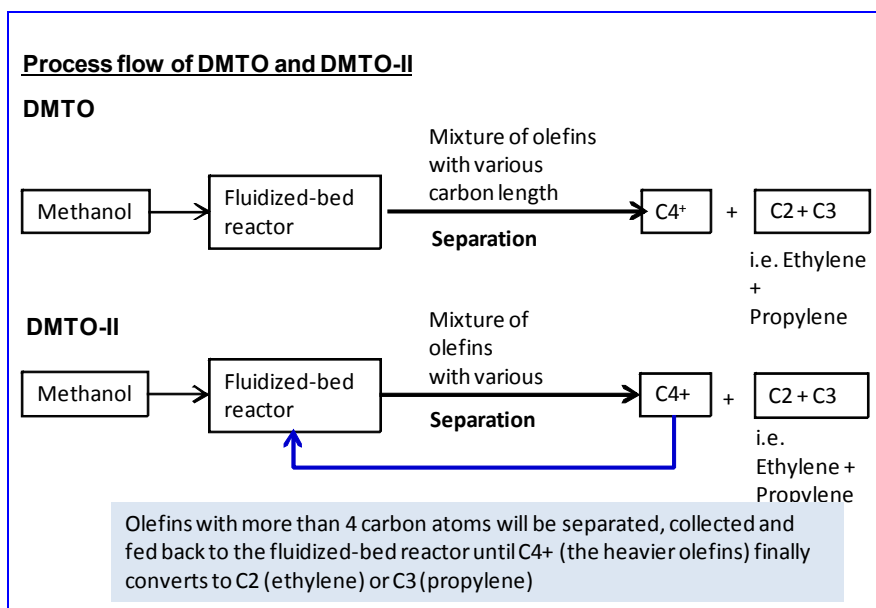 Process flow of DMTO and DMTO-II
DMTO
Mixture of olefins
with various
carbon length
Methanol
Fluidized-bed
reactor
C4⁺
+
C2 + C3
Separation
i.e. Ethylene
+
Propylene
DMTO-II
Mixture of
olefins
with various
Methanol
Fluidized-bed
reactor
C4+
+
C2 + C3
Separation
i.e.
Ethylene +
Propylene
Olefins with more than 4 carbon atoms will be separated, collected and
fed back to the fluidized-bed reactor until C4+ (the heavier olefins) finally
converts to C2 (ethylene) or C3 (propylene)